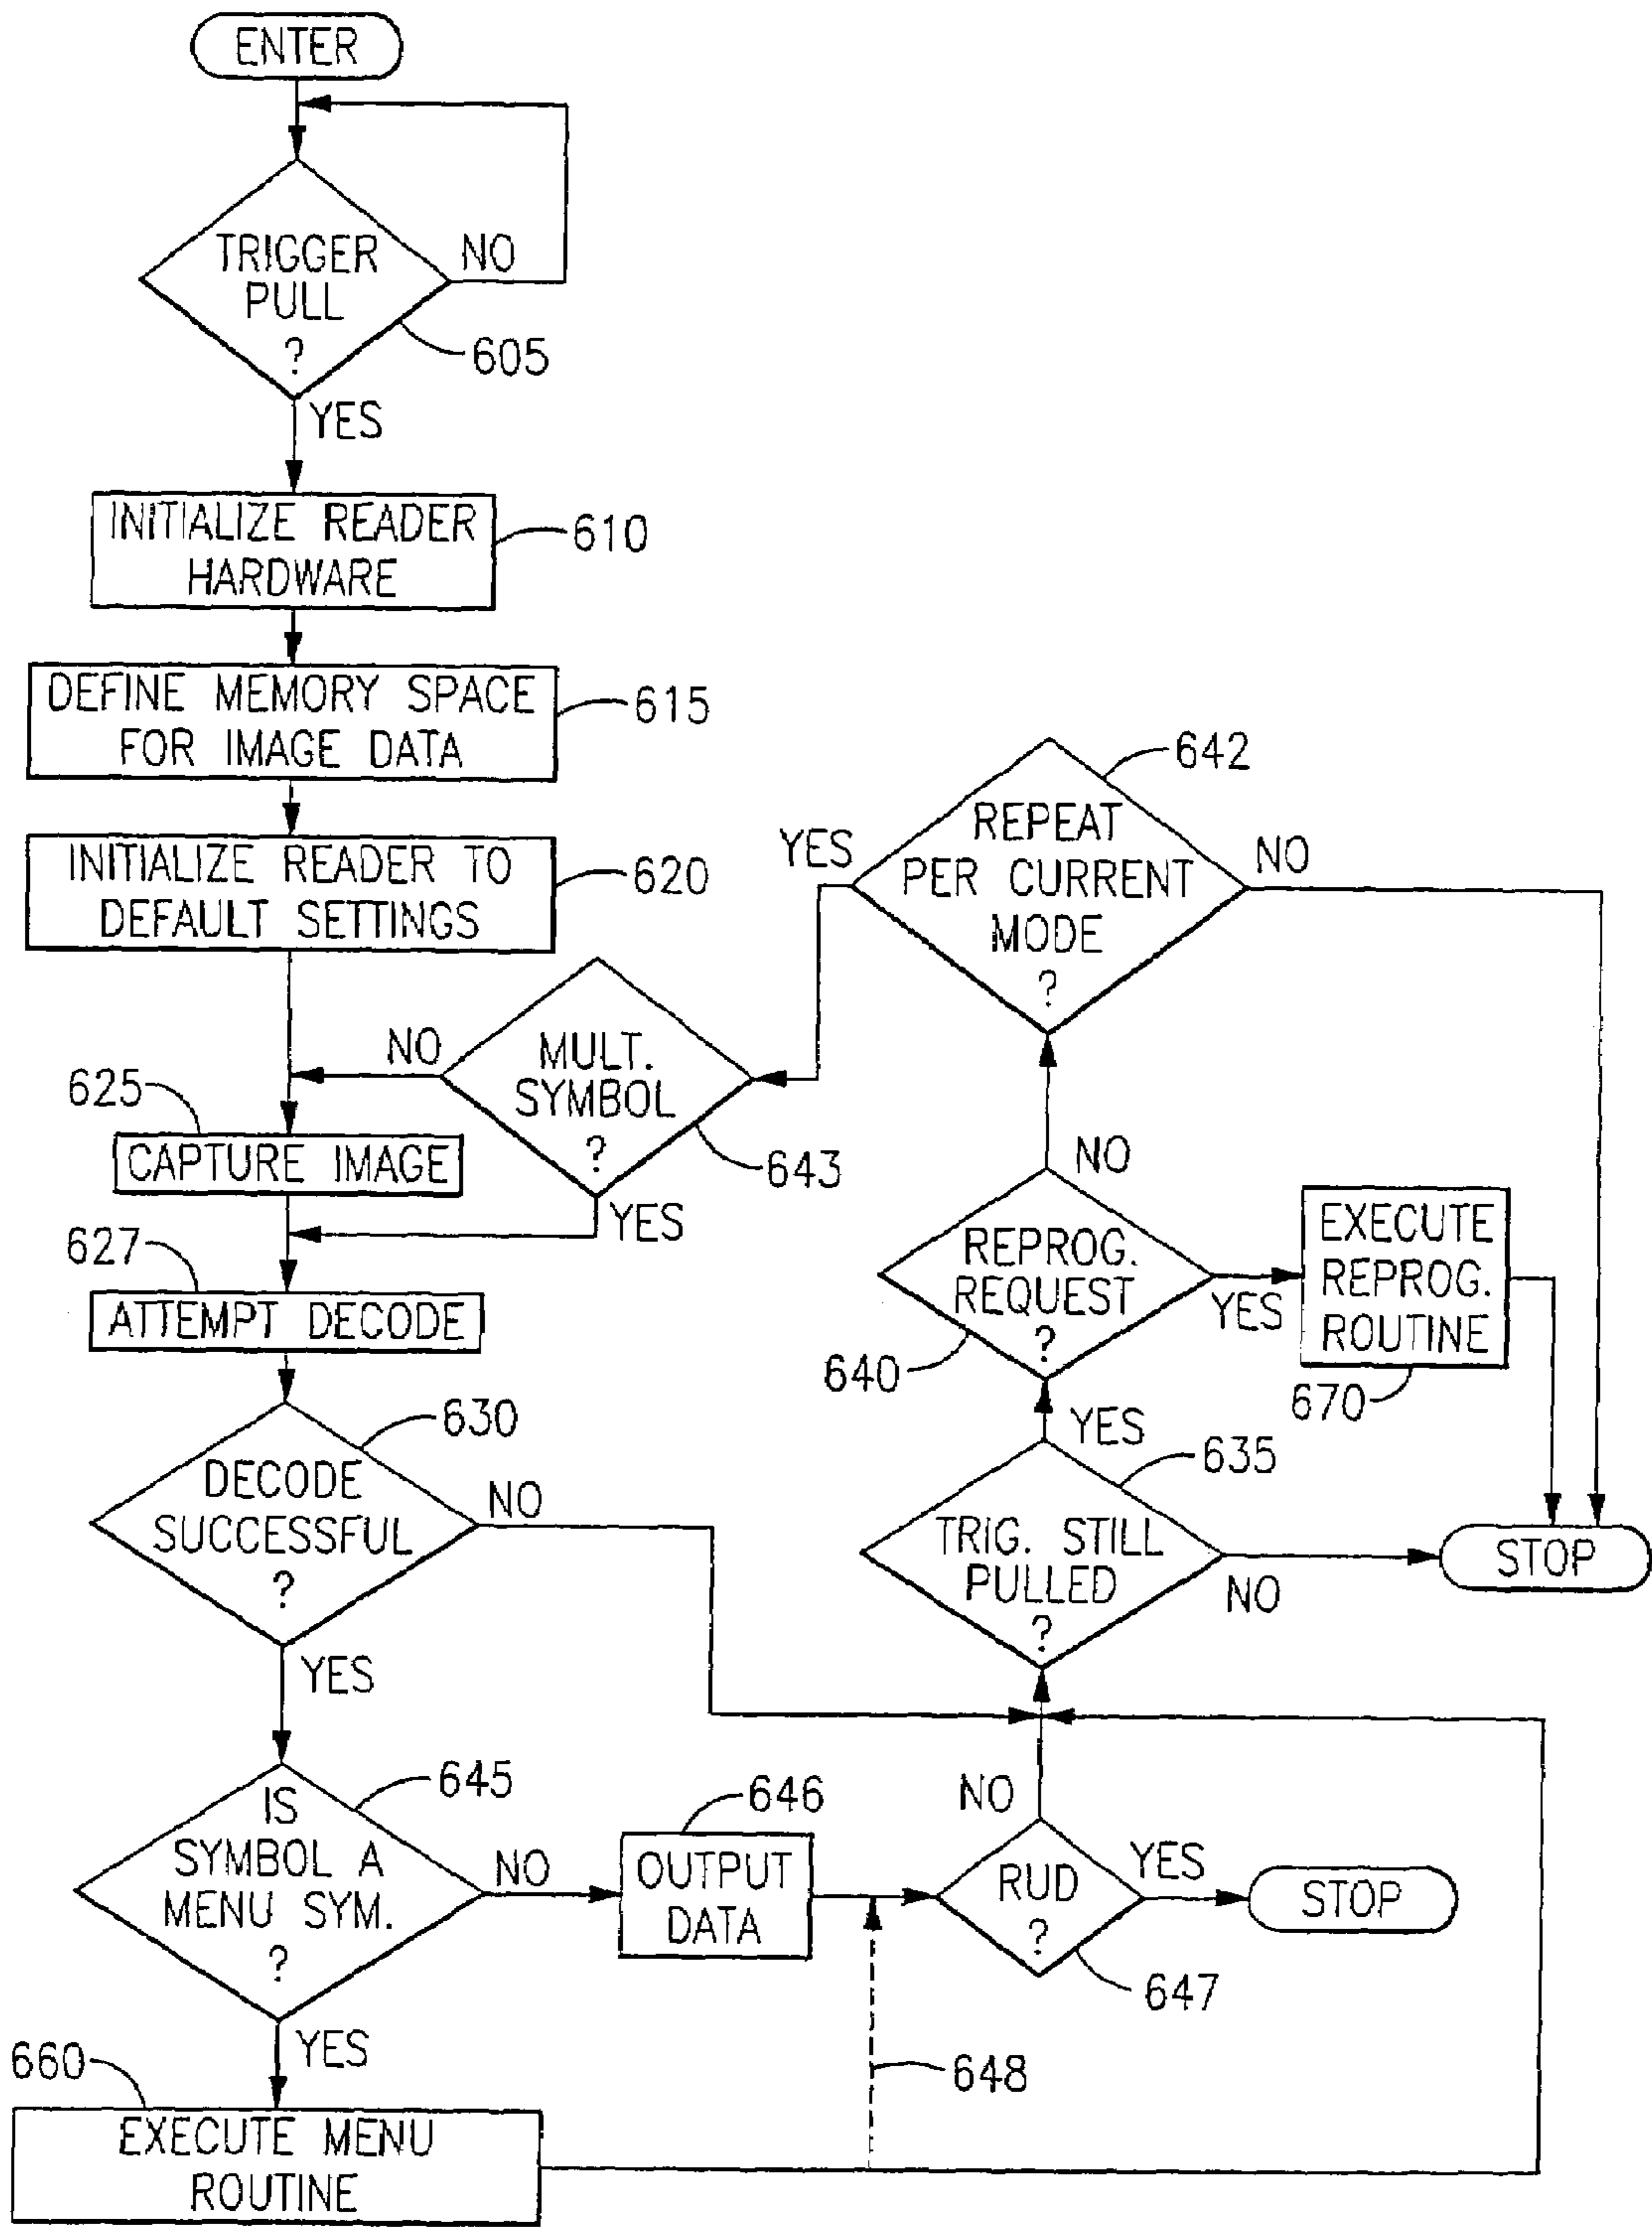 ENTER
TRIGGER
PULL
?
NO
605
YES
INITIALIZE READER
HARDWARE
610
DEFINE MEMORY SPACE
FOR IMAGE DATA
615
INITIALIZE READER TO
DEFAULT SETTINGS
620
642
REPEAT
PER CURRENT
MODE
?
YES
NO
MULT.
SYMBOL
?
NO
643
YES
625
CAPTURE IMAGE
627
ATTEMPT DECODE
NO
REPROG.
REQUEST
?
640
YES
EXECUTE
REPROG.
ROUTINE
670
YES
630
DECODE
SUCCESSFUL
?
NO
YES
635
TRIG. STILL
PULLED
?
NO
STOP
645
IS
SYMBOL A
MENU SYM.
?
NO
646
OUTPUT
DATA
NO
RUD
?
YES
STOP
647
YES
648
660
EXECUTE MENU
ROUTINE